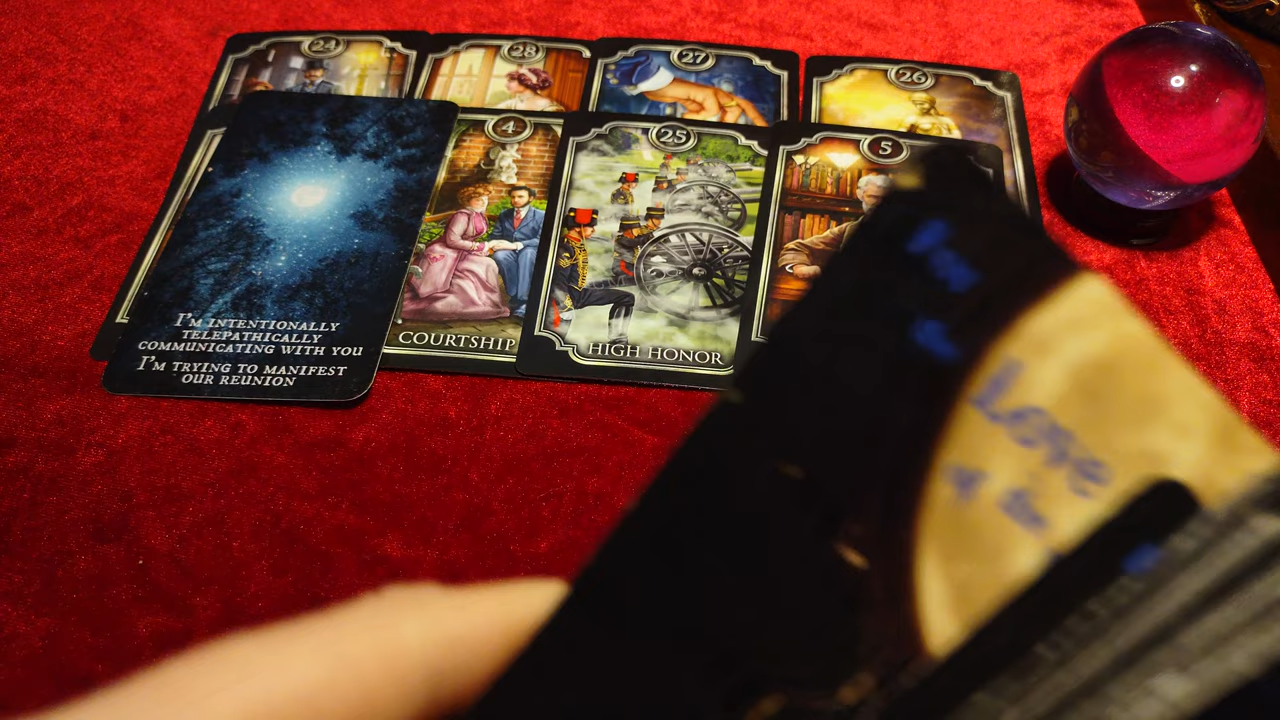 24
28
27
26
4
25
5
I'M INTENTIONALLY
TELEPATHICALLY
COMMUNICATING WITH YOU
I'M TRYING TO MANIFEST
OUR REUNION
COURTSHIP
HIGH HONOR
Love